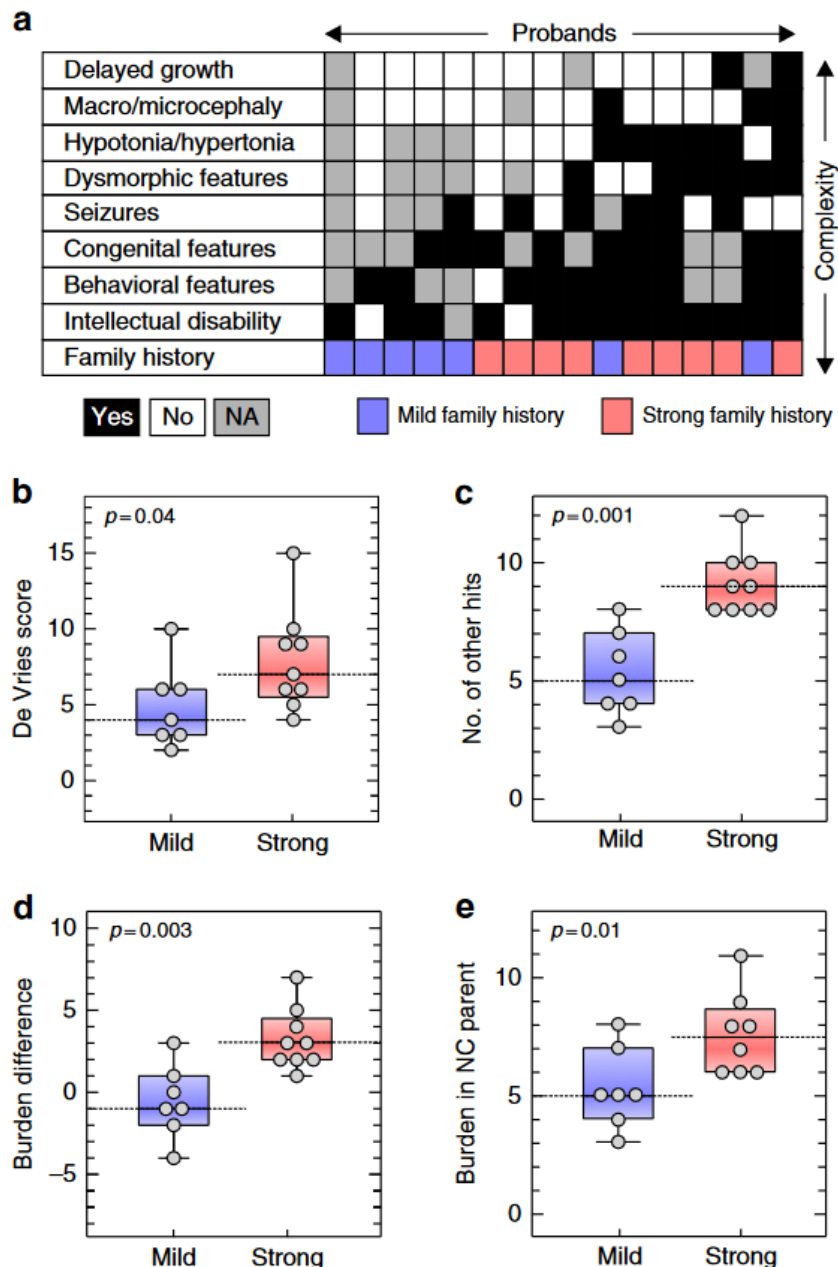 a
Probands
Delayed growth
Macro/microcephaly
Hypotonia/hypertonia
Dysmorphic features
Seizures
Congenital features
Behavioral features
Intellectual disability
Family history
Complexity
Yes No NA Mild family history Strong family history
b
p=0.04
15
10
5
0
De Vries score
Mild Strong
c
p=0.001
10
5
0
No. of other hits
Mild Strong
d
p=0.003
10
5
0
−5
Burden difference
Mild Strong
e
p=0.01
10
5
0
Burden in NC parent
Mild Strong